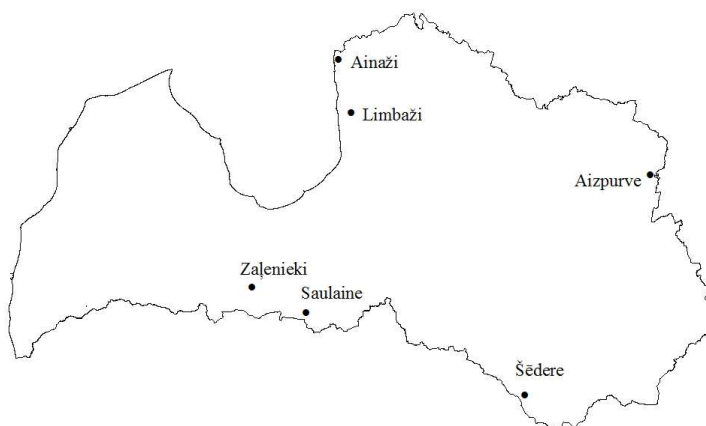 Ainaži
Limbaži
Aizpurve
Zaļenieki
Saulaine
Šēdere